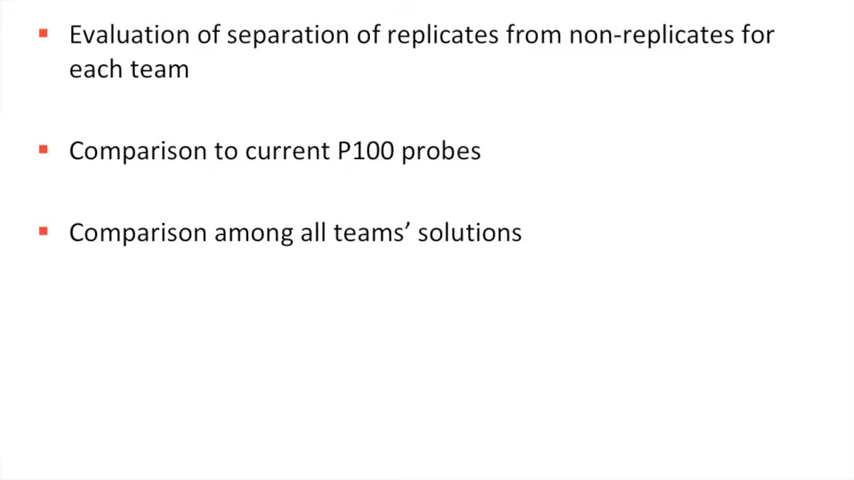 Evaluation of separation of replicates from non-replicates for
each team
Comparison to current P100 probes
Comparison among all teams’ solutions